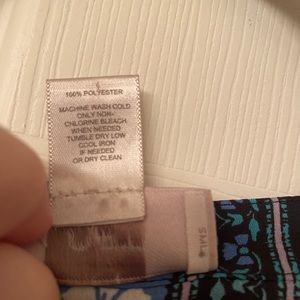 100% POLYESTER
MACHINE WASH COLD
ONLY NON-
CHLORINE BLEACH
WHEN NEEDED
TUMBLE DRY LOW
COOL IRON
IF NEEDED
OR DRY CLEAN